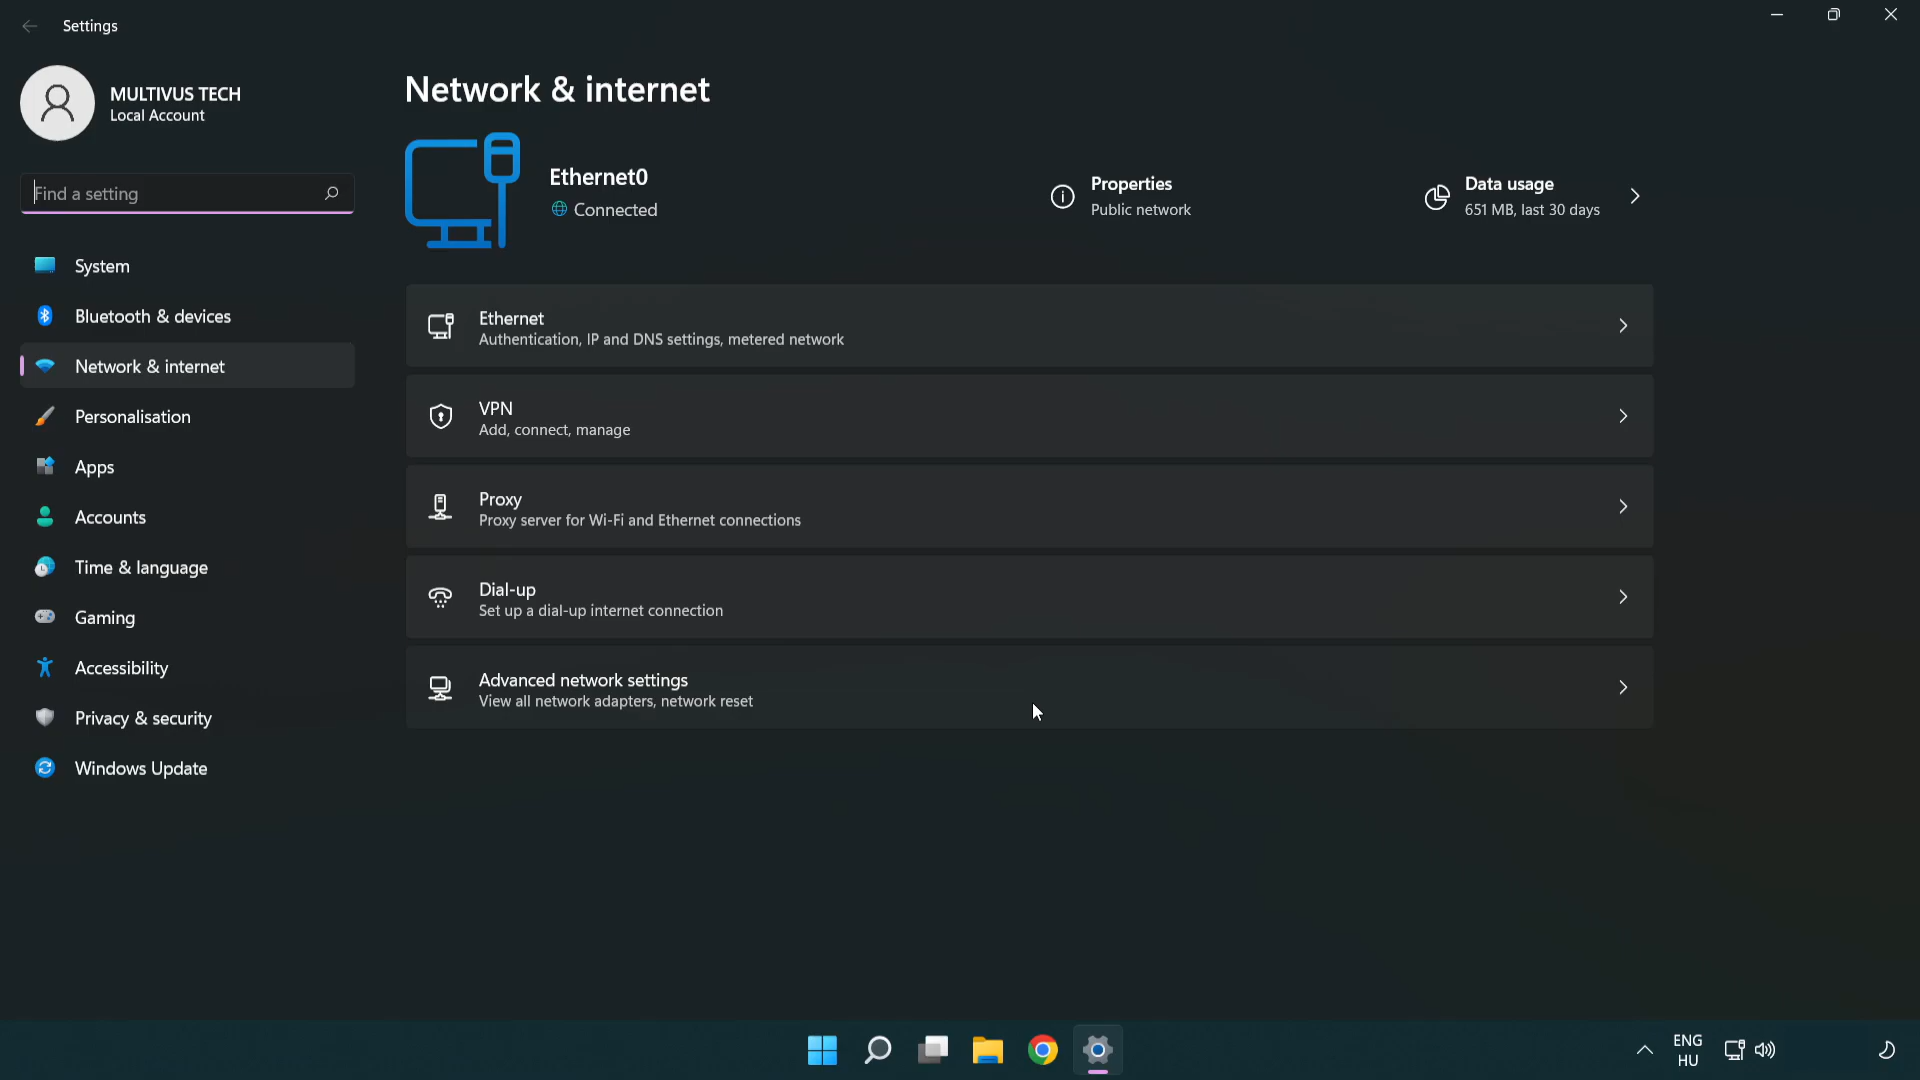 Settings
MULTIVUS TECH
Local Account
Find a setting
System
Bluetooth & devices
Network & internet
Personalisation
Apps
Accounts
Time & language
Gaming
Accessibility
Privacy & security
Windows Update
Network & internet
Ethernet0
Connected
Properties
Public network
Data usage
651 MB, last 30 days
Ethernet
Authentication, IP and DNS settings, metered network
VPN
Add, connect, manage
Proxy
Proxy server for Wi-Fi and Ethernet connections
Dial-up
Set up a dial-up internet connection
Advanced network settings
View all network adapters, network reset
ENG
HU